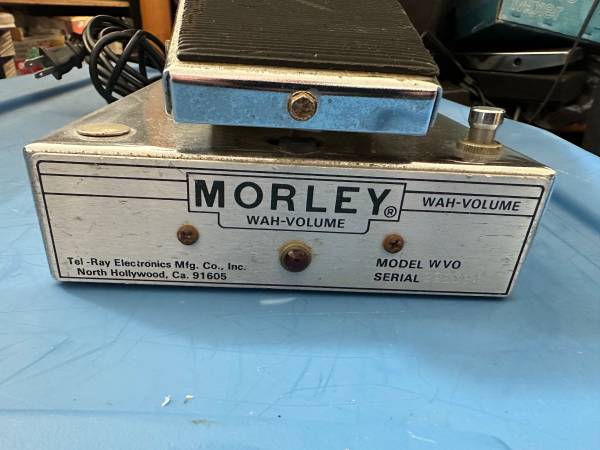 MORLEY®
WAH-VOLUME
WAH-VOLUME
Tel-Ray Electronics Mfg. Co., Inc.
North Hollywood, Ca. 91605
MODEL WVO
SERIAL